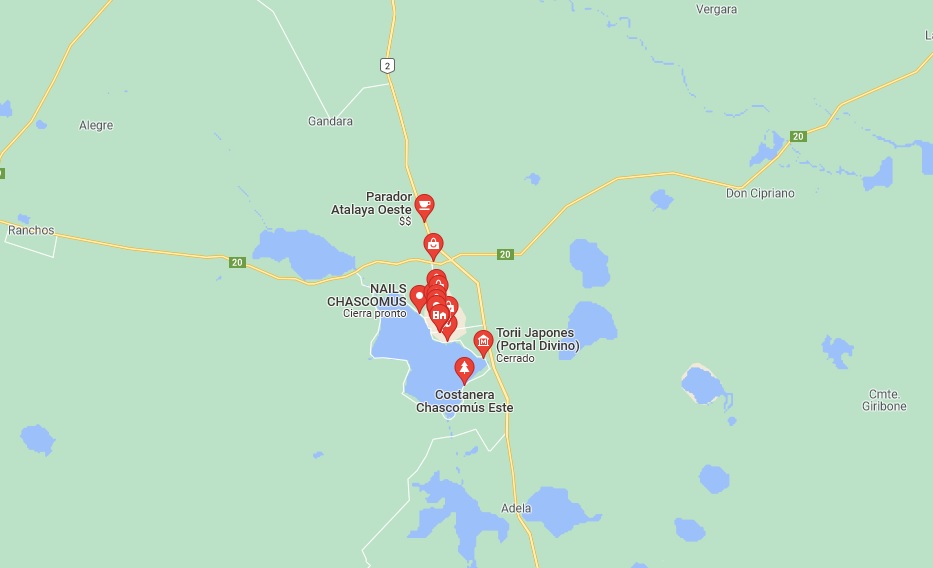 Vergara
2
Gandara
Alegre
20
Don Cipriano
Parador
Atalaya Oeste
$$
Ranchos
20
20
NAILS
CHASCOMUS
Cierra pronto
Torii Japones
(Portal Divino)
Cerrado
Costanera
Chascomús Este
Cmte.
Giribone
Adela